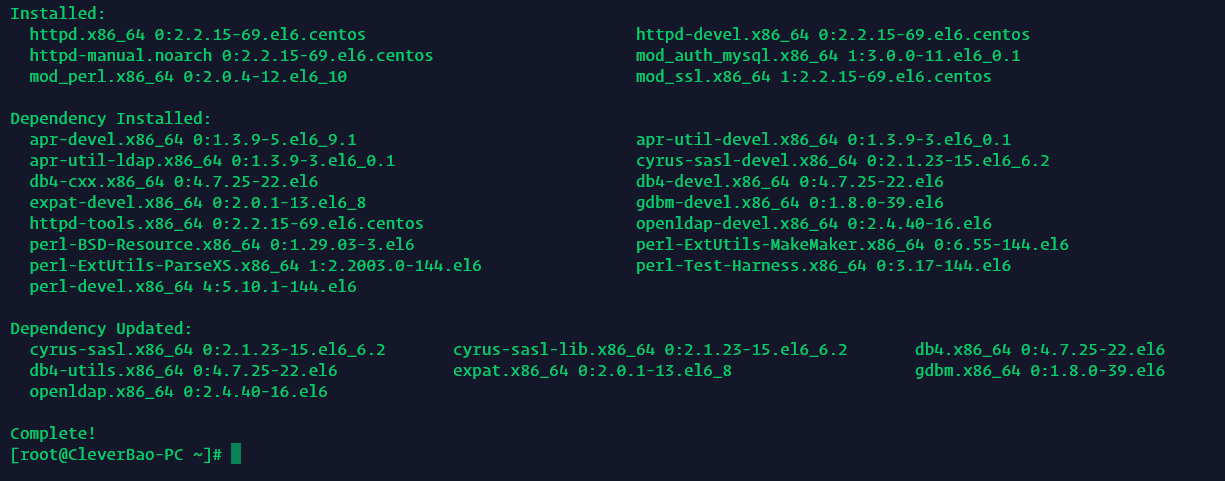 Installed:
httpd.x86_64 0:2.2.15-69.el6.centos httpd-devel.x86_64 0:2.2.15-69.el6.centos
httpd-manual.noarch 0:2.2.15-69.el6.centos mod_auth_mysql.x86_64 1:3.0.0-11.el6_0.1
mod_perl.x86_64 0:2.0.4-12.el6_10 mod_ssl.x86_64 1:2.2.15-69.el6.centos
Dependency Installed:
apr-devel.x86_64 0:1.3.9-5.el6_9.1 apr-util-devel.x86_64 0:1.3.9-3.el6_0.1
apr-util-ldap.x86_64 0:1.3.9-3.el6_0.1 cyrus-sasl-devel.x86_64 0:2.1.23-15.el6_6.2
db4-cxx.x86_64 0:4.7.25-22.el6 db4-devel.x86_64 0:4.7.25-22.el6
expat-devel.x86_64 0:2.0.1-13.el6_8 gdbm-devel.x86_64 0:1.8.0-39.el6
httpd-tools.x86_64 0:2.2.15-69.el6.centos openldap-devel.x86_64 0:2.4.40-16.el6
perl-BSD-Resource.x86_64 0:1.29.03-3.el6 perl-ExtUtils-MakeMaker.x86_64 0:6.55-144.el6
perl-ExtUtils-ParseXS.x86_64 1:2.2003.0-144.el6 perl-Test-Harness.x86_64 0:3.17-144.el6
perl-devel.x86_64 4:5.10.1-144.el6
Dependency Updated:
cyrus-sasl.x86_64 0:2.1.23-15.el6_6.2 cyrus-sasl-lib.x86_64 0:2.1.23-15.el6_6.2 db4.x86_64 0:4.7.25-22.el6
db4-utils.x86_64 0:4.7.25-22.el6 expat.x86_64 0:2.0.1-13.el6_8 gdbm.x86_64 0:1.8.0-39.el6
openldap.x86_64 0:2.4.40-16.el6
Complete!
[root@CleverBao-PC ~]#